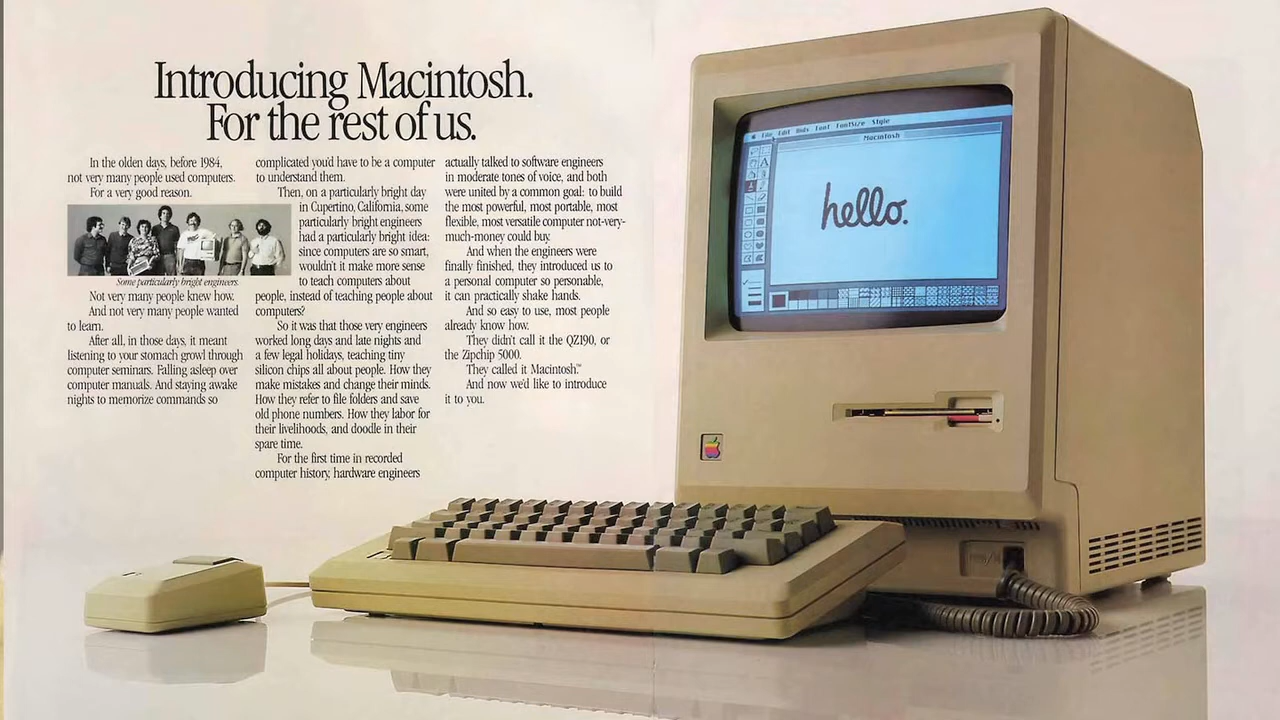 Introducing Macintosh.
For the rest of us.
In the olden days, before 1984,
not very many people used computers.
For a very good reason.
Some particularly bright engineers.
Not very many people knew how.
And not very many people wanted
to learn.
After all, in those days, it meant
listening to your stomach growl through
computer seminars. Falling asleep over
computer manuals. And staying awake
nights to memorize commands so
complicated you'd have to be a computer
to understand them.
Then, on a particularly bright day
in Cupertino, California, some
particularly bright engineers
had a particularly bright idea:
since computers are so smart,
wouldn't it make more sense
to teach computers about
people, instead of teaching people about
computers?
So it was that those very engineers
worked long days and late nights and
a few legal holidays, teaching tiny
silicon chips all about people. How they
make mistakes and change their minds.
How they refer to file folders and save
old phone numbers. How they labor for
their livelihoods, and doodle in their
spare time.
For the first time in recorded
computer history, hardware engineers
actually talked to software engineers
in moderate tones of voice, and both
were united by a common goal: to build
the most powerful, most portable, most
flexible, most versatile computer not-very-
much-money could buy.
And when the engineers were
finally finished, they introduced us to
a personal computer so personable,
it can practically shake hands.
And so easy to use, most people
already know how.
They didn't call it the QZ190, or
the Zipchip 5000.
They called it Macintosh.™
And now we'd like to introduce
it to you.
File Edit Aids Font FontSize Style
Macintosh
A
hello.